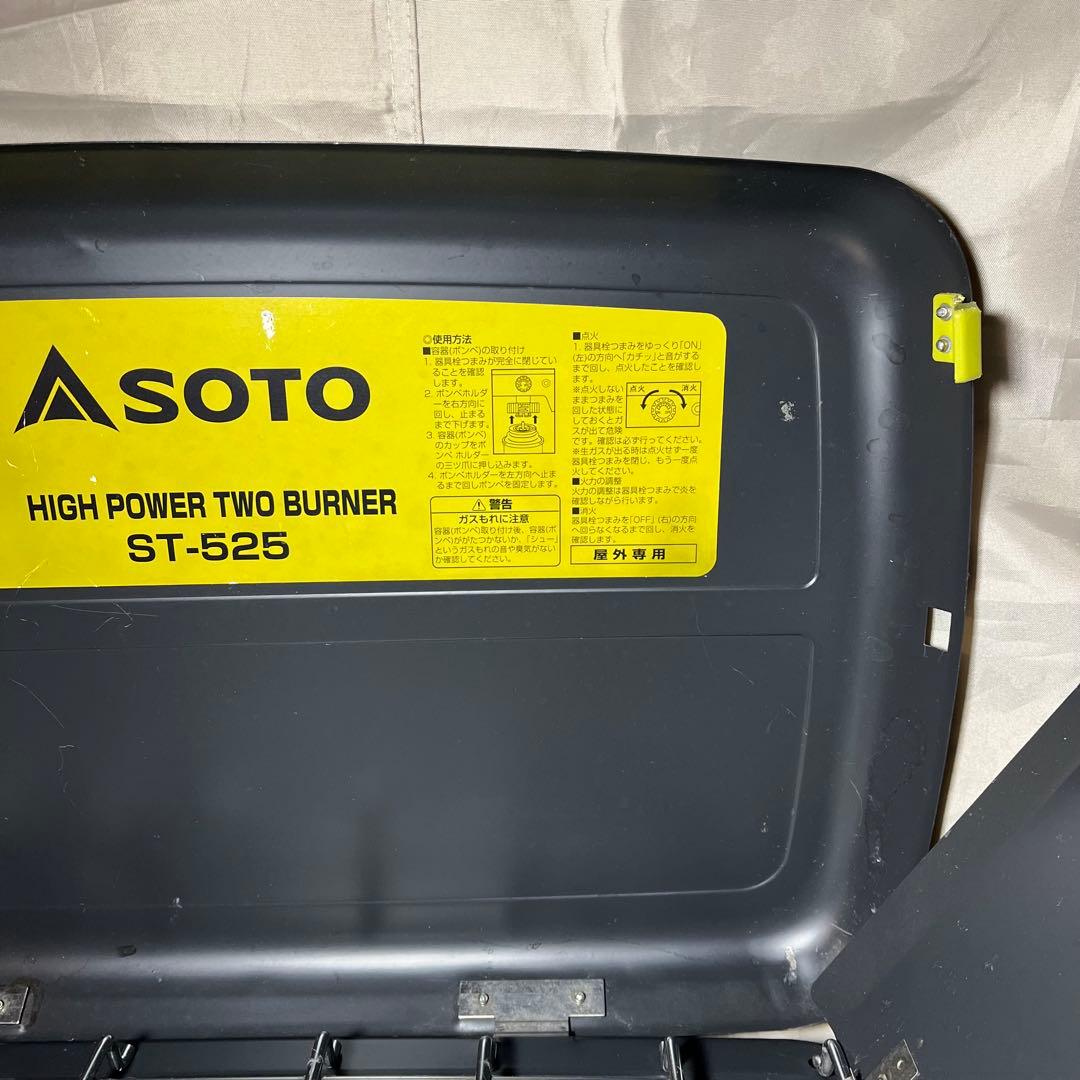 SOTO
HIGH POWER TWO BURNER
ST-525
◎使用方法
■容器(ボンベ)の取り付け
1. 器具栓つまみが完全に閉じてい
ることを確認
します。
2. ボンベホルダ
ーを右方向に
回し、止まる
まで下げます。
3. 容器(ボンベ)
のカップをボ
ンベ ホルダー
の三ツ爪に押し込みます。
4. ボンベホルダーを左方向へ止ま
るまで回しボンベを固定します。
警告
ガスもれに注意
容器(ボンベ)取り付け後、容器(ボ
ンベ)ががたつかないか、「シュー」
というガスもれの音や臭気がない
か確認してください。
■点火
1. 器具栓つまみをゆっくり「ON」
(左)の方向へ「カチッ」と音がする
まで回し、点火したことを確認し
ます。
※点火しない
ままつまみを
回した状態に
しておくとガ
スが出て危険
です。確認は必ず行ってください。
※生ガスが出る時は点火せず一度
器具栓つまみを閉じ、もう一度点
火してください。
点火 消火
■火力の調整
火力の調整は器具栓つまみで炎を
確認しながら行います。
■消火
器具栓つまみを「OFF」(右)の方向
へ回らなくなるまで回し、消火を
確認します。
屋外専用